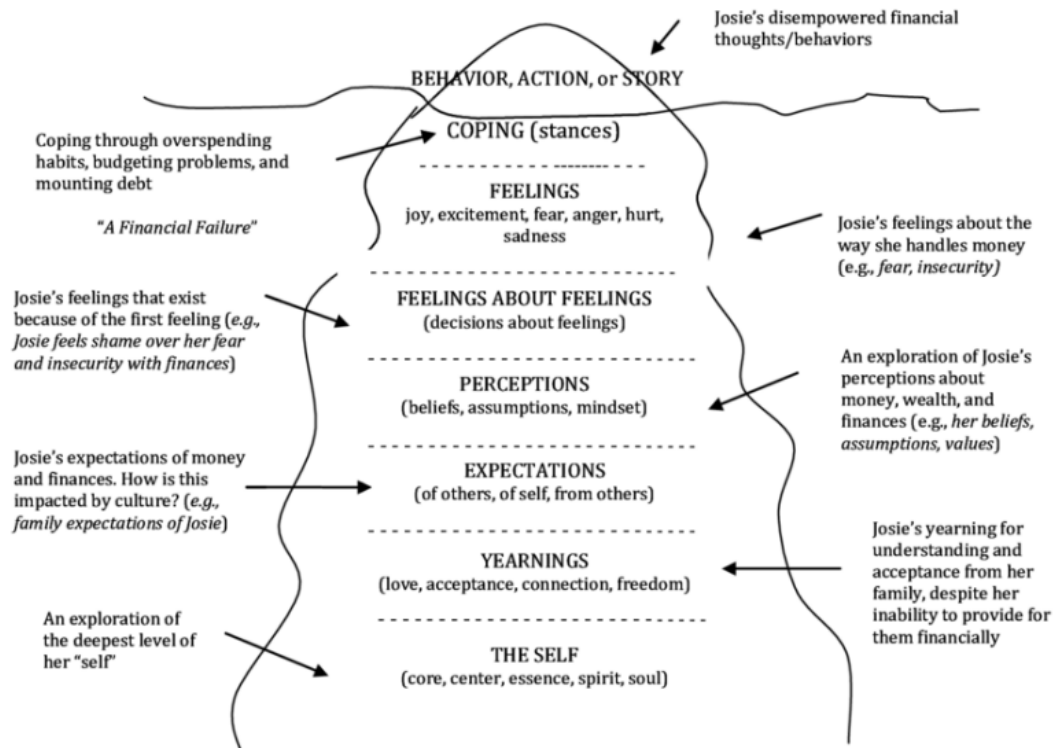 Josie's disempowered financial
thoughts/behaviors
BEHAVIOR, ACTION, or STORY
COPING (stances)
Coping through overspending
habits, budgeting problems, and
mounting debt
"A Financial Failure"
FEELINGS
joy, excitement, fear, anger, hurt,
sadness
Josie's feelings about the
way she handles money
(e.g., fear, insecurity)
Josie's feelings that exist
because of the first feeling (e.g.,
Josie feels shame over her fear
and insecurity with finances)
FEELINGS ABOUT FEELINGS
(decisions about feelings)
PERCEPTIONS
(beliefs, assumptions, mindset)
An exploration of Josie's
perceptions about
money, wealth, and
finances (e.g., her beliefs,
assumptions, values)
Josie's expectations of money
and finances. How is this
impacted by culture? (e.g.,
family expectations of Josie)
EXPECTATIONS
(of others, of self, from others)
YEARNINGS
(love, acceptance, connection, freedom)
Josie's yearning for
understanding and
acceptance from her
family, despite her
inability to provide for
them financially
An exploration of
the deepest level of
her "self"
THE SELF
(core, center, essence, spirit, soul)